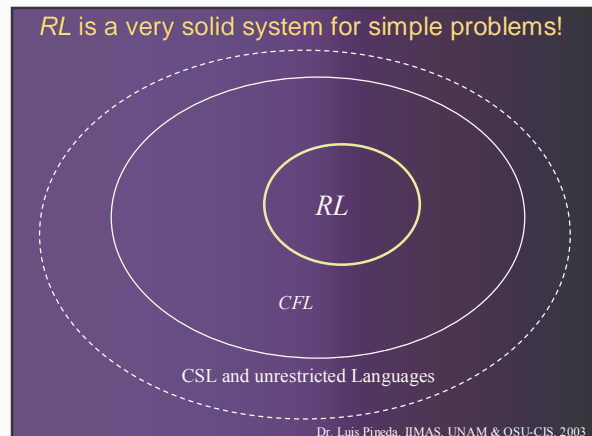 RL is a very solid system for simple problems!
RL
CFL
CSL and unrestricted Languages
Dr. Luis Pineda, IIMAS, UNAM & OSU-CIS, 2003